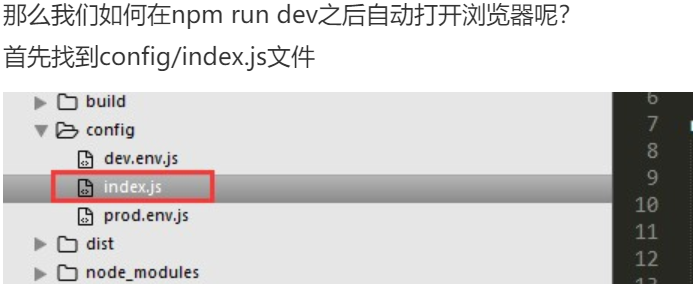 那么我们如何在npm run dev之后自动打开浏览器呢？
首先找到config/index.js文件
build
config
dev.env.js
index.js
prod.env.js
dist
node_modules
6
7
8
9
10
11
12
13